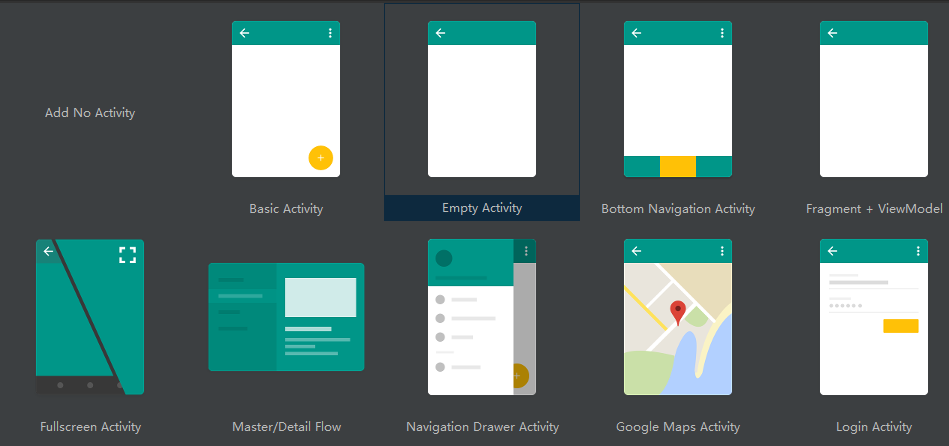 Add No Activity
Basic Activity
Empty Activity
Bottom Navigation Activity
Fragment + ViewModel
Fullscreen Activity
Master/Detail Flow
Navigation Drawer Activity
Google Maps Activity
Login Activity